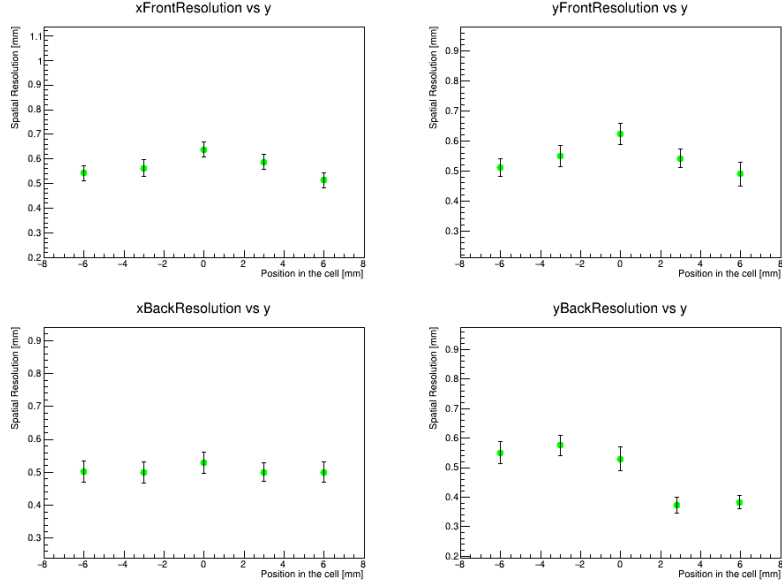 xFrontResolution vs y
Spatial Resolution [mm]
1.1
1
0.9
0.8
0.7
0.6
0.5
0.4
0.3
0.2
−8 −6 −4 −2 0 2 4 6 8
Position in the cell [mm]
yFrontResolution vs y
Spatial Resolution [mm]
0.9
0.8
0.7
0.6
0.5
0.4
0.3
−8 −6 −4 −2 0 2 4 6 8
Position in the cell [mm]
xBackResolution vs y
Spatial Resolution [mm]
0.9
0.8
0.7
0.6
0.5
0.4
0.3
−8 −6 −4 −2 0 2 4 6 8
Position in the cell [mm]
yBackResolution vs y
Spatial Resolution [mm]
0.9
0.8
0.7
0.6
0.5
0.4
0.3
0.2
−8 −6 −4 −2 0 2 4 6 8
Position in the cell [mm]